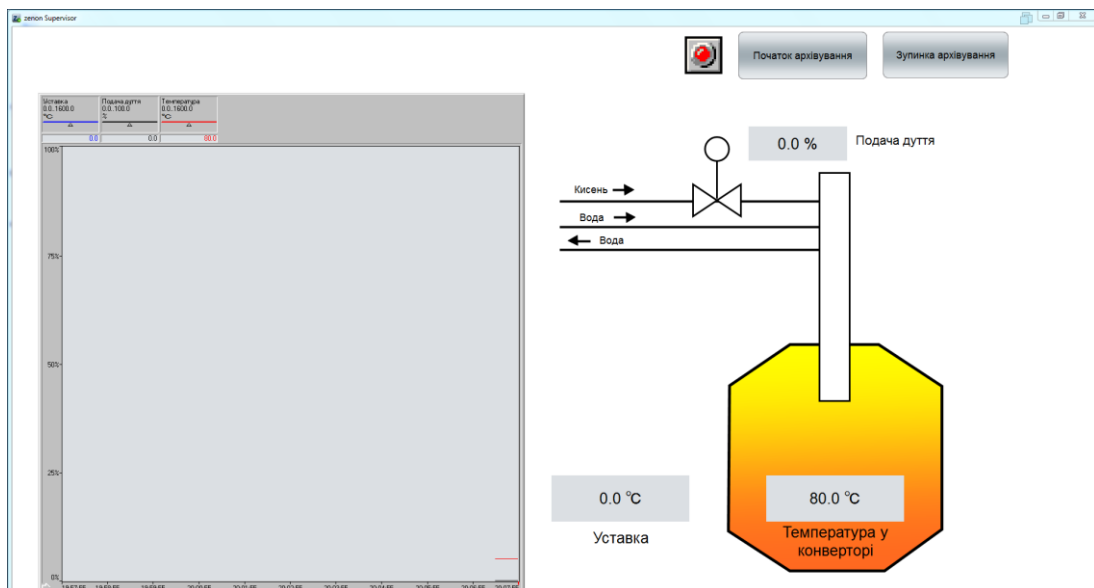 zenon Supervisor
Початок архівування
Зупинка архівування
Уставка Подача дуття Температура
0.0..1600.0 0.0..100.0 0.0..1600.0
°C % °C
0.0 0.0 80.0
100%
75%
50%
25%
0%
0.0 %
Подача дуття
Кисень
Вода
Вода
0.0 °C
Уставка
80.0 °C
Температура у
конверторі